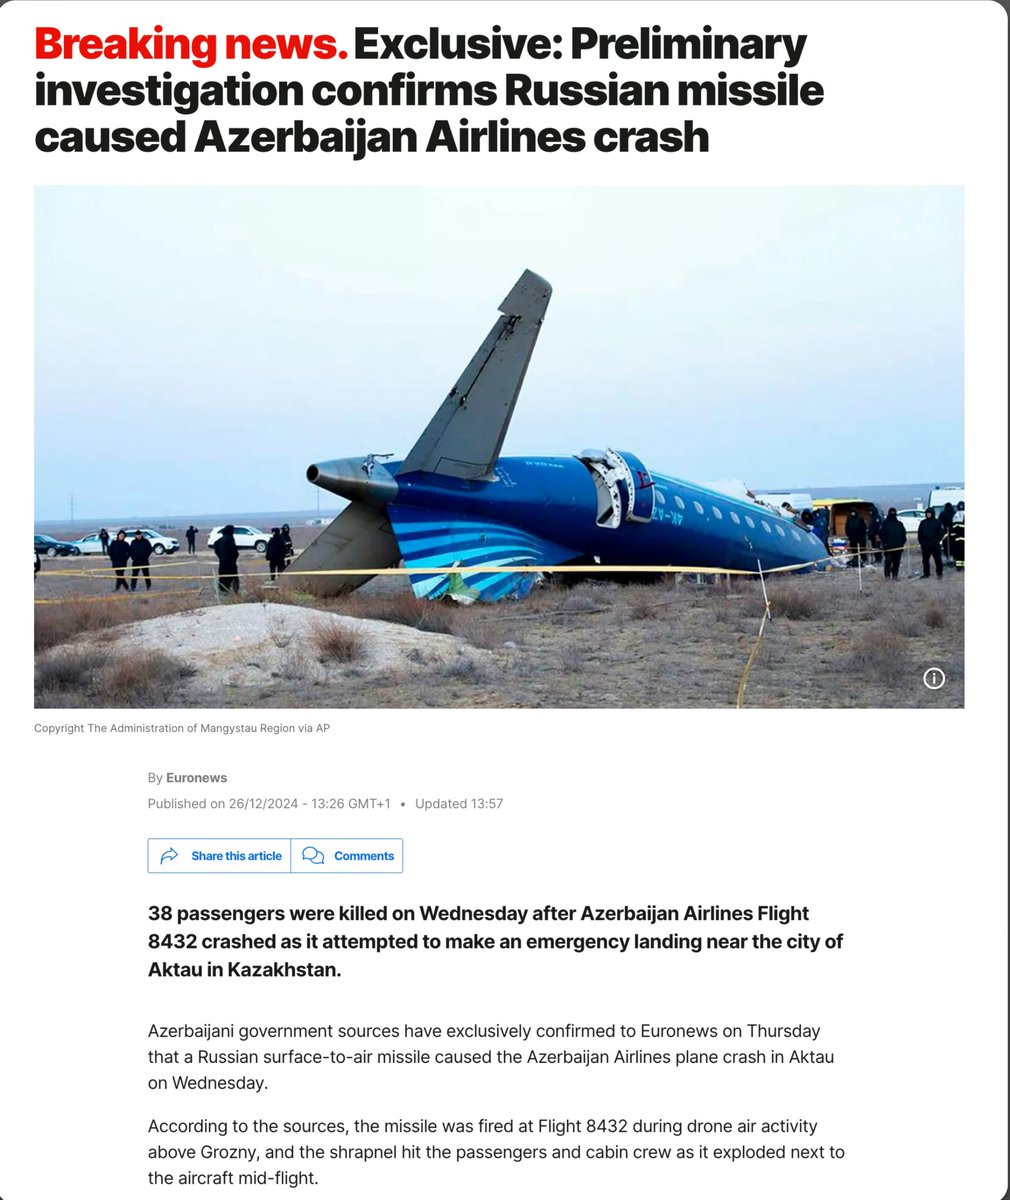 Breaking news. Exclusive: Preliminary
investigation confirms Russian missile
caused Azerbaijan Airlines crash
4K-AZ
Copyright The Administration of Mangystau Region via AP
By Euronews
Published on 26/12/2024 - 13:26 GMT+1 • Updated 13:57
Share this article
Comments
38 passengers were killed on Wednesday after Azerbaijan Airlines Flight
8432 crashed as it attempted to make an emergency landing near the city of
Aktau in Kazakhstan.
Azerbaijani government sources have exclusively confirmed to Euronews on Thursday
that a Russian surface-to-air missile caused the Azerbaijan Airlines plane crash in Aktau
on Wednesday.
According to the sources, the missile was fired at Flight 8432 during drone air activity
above Grozny, and the shrapnel hit the passengers and cabin crew as it exploded next to
the aircraft mid-flight.